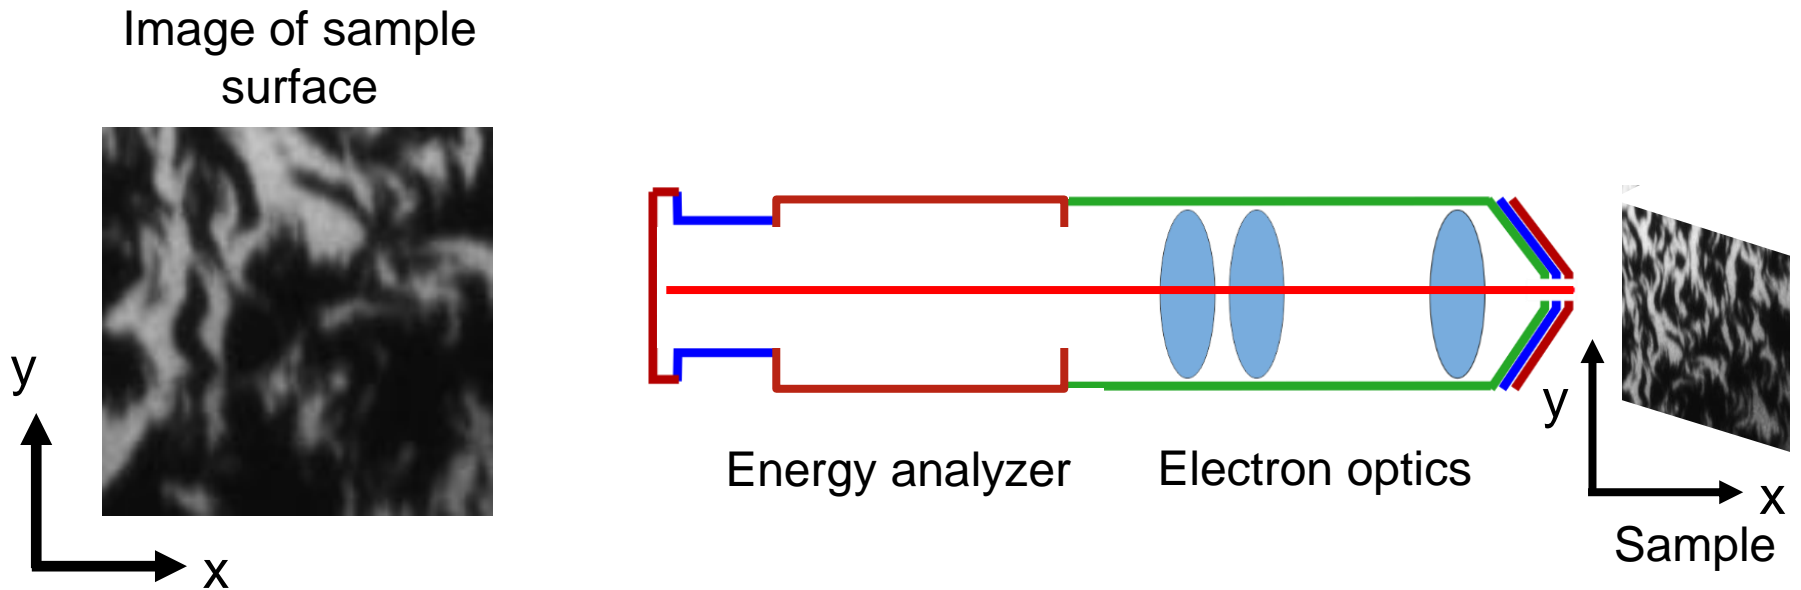 Image of sample
surface
y
x
Energy analyzer
Electron optics
y
x
Sample